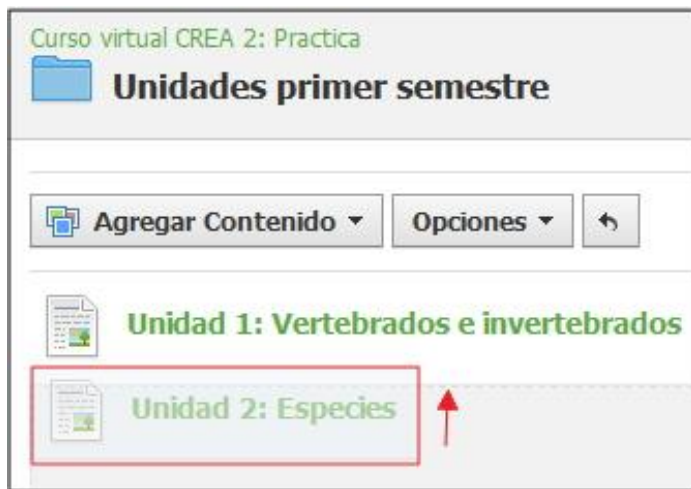 Curso virtual CREA 2: Practica
Unidades primer semestre
Agregar Contenido Opciones
Unidad 1: Vertebrados e invertebrados
Unidad 2: Especies